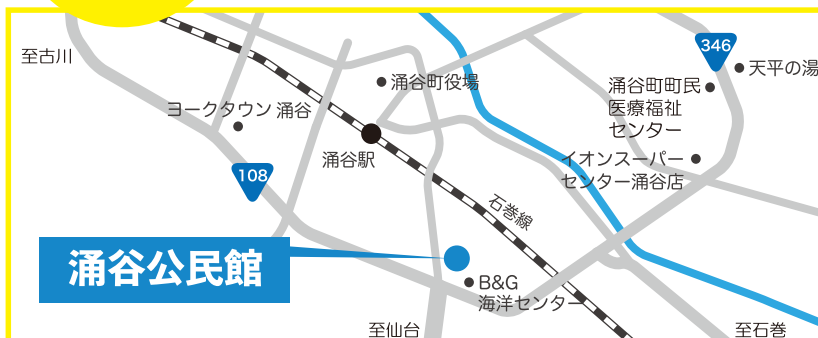 346
至古川
天平の湯
涌谷町役場
涌谷町町民
医療福祉
センター
ヨークタウン 涌谷
涌谷駅
イオンスーパー
センター涌谷店
108
石巻線
涌谷公民館
B&G
海洋センター
至仙台
至石巻